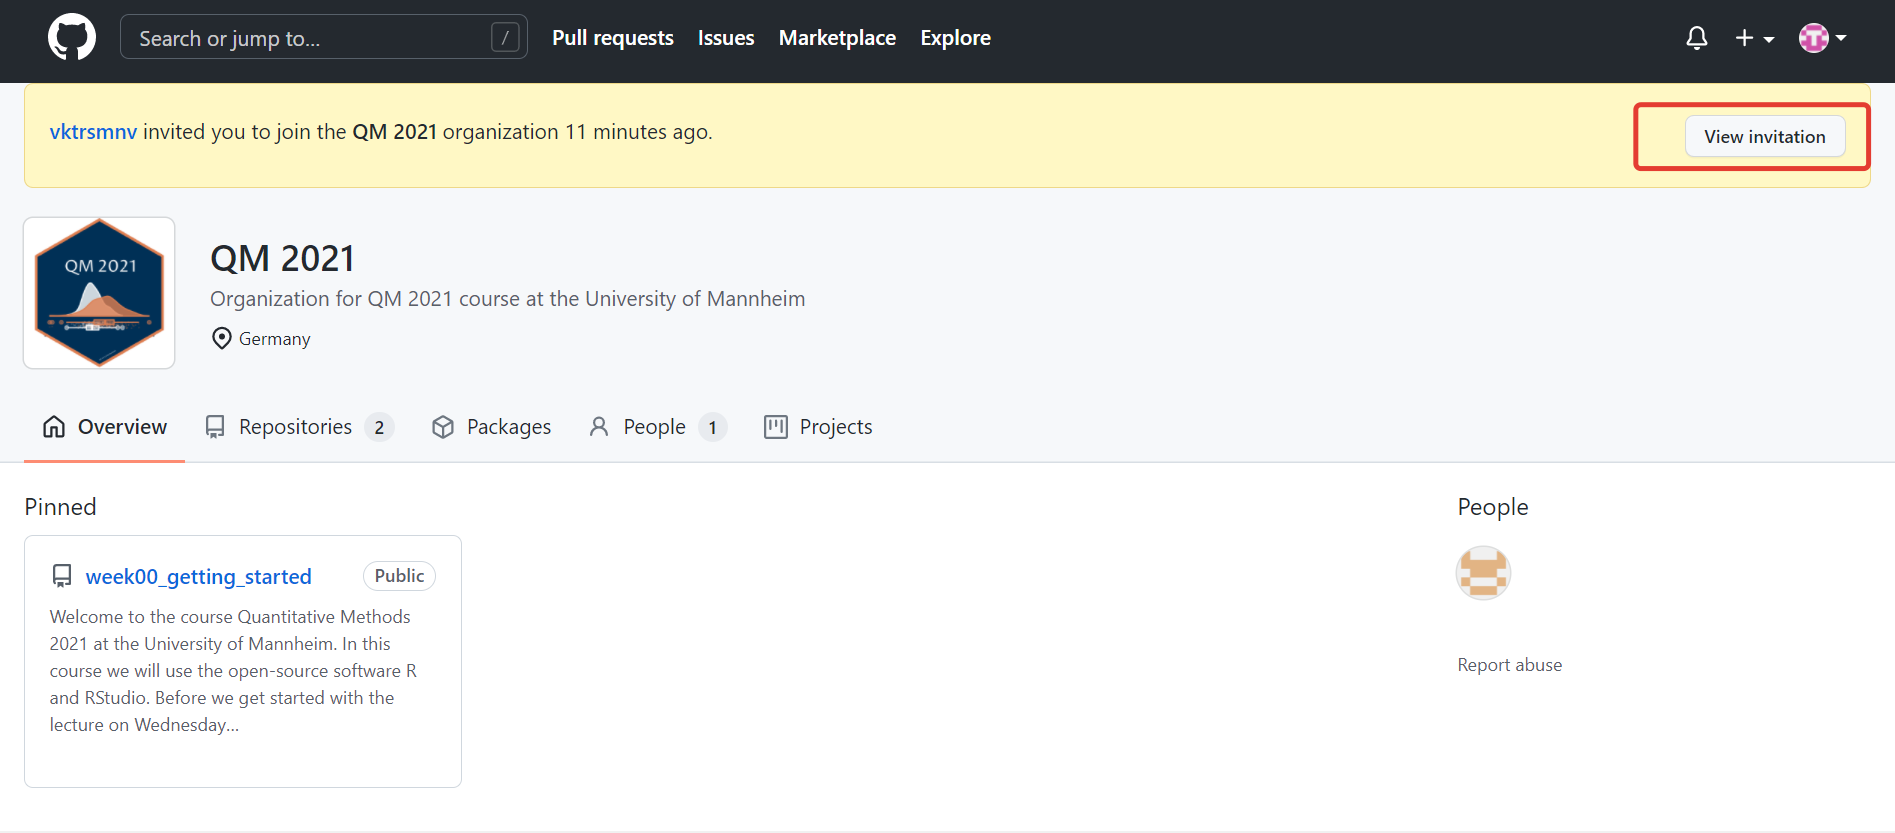 Search or jump to...
/
Pull requests
Issues
Marketplace
Explore
vktrsmnv invited you to join the QM 2021 organization 11 minutes ago.
View invitation
QM 2021
QM 2021
Organization for QM 2021 course at the University of Mannheim
Germany
Overview
Repositories 2
Packages
People 1
Projects
Pinned
week00_getting_started
Public
Welcome to the course Quantitative Methods
2021 at the University of Mannheim. In this
course we will use the open-source software R
and RStudio. Before we get started with the
lecture on Wednesday...
People
Report abuse